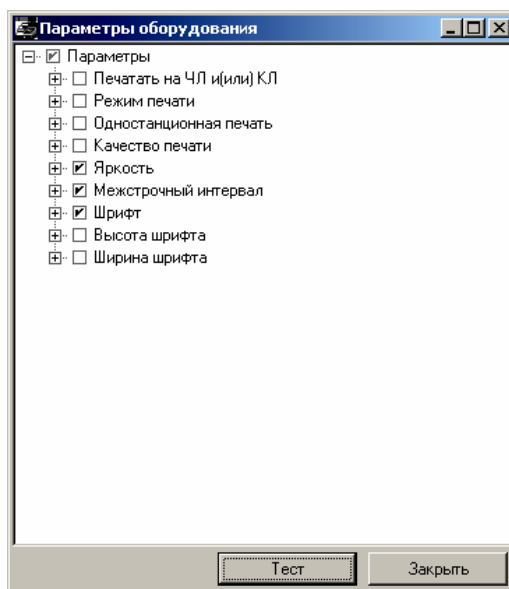 Параметры оборудования
Параметры
Печатать на ЧЛ и(или) КЛ
Режим печати
Одностанционная печать
Качество печати
Яркость
Межстрочный интервал
Шрифт
Высота шрифта
Ширина шрифта
Тест Закрыть